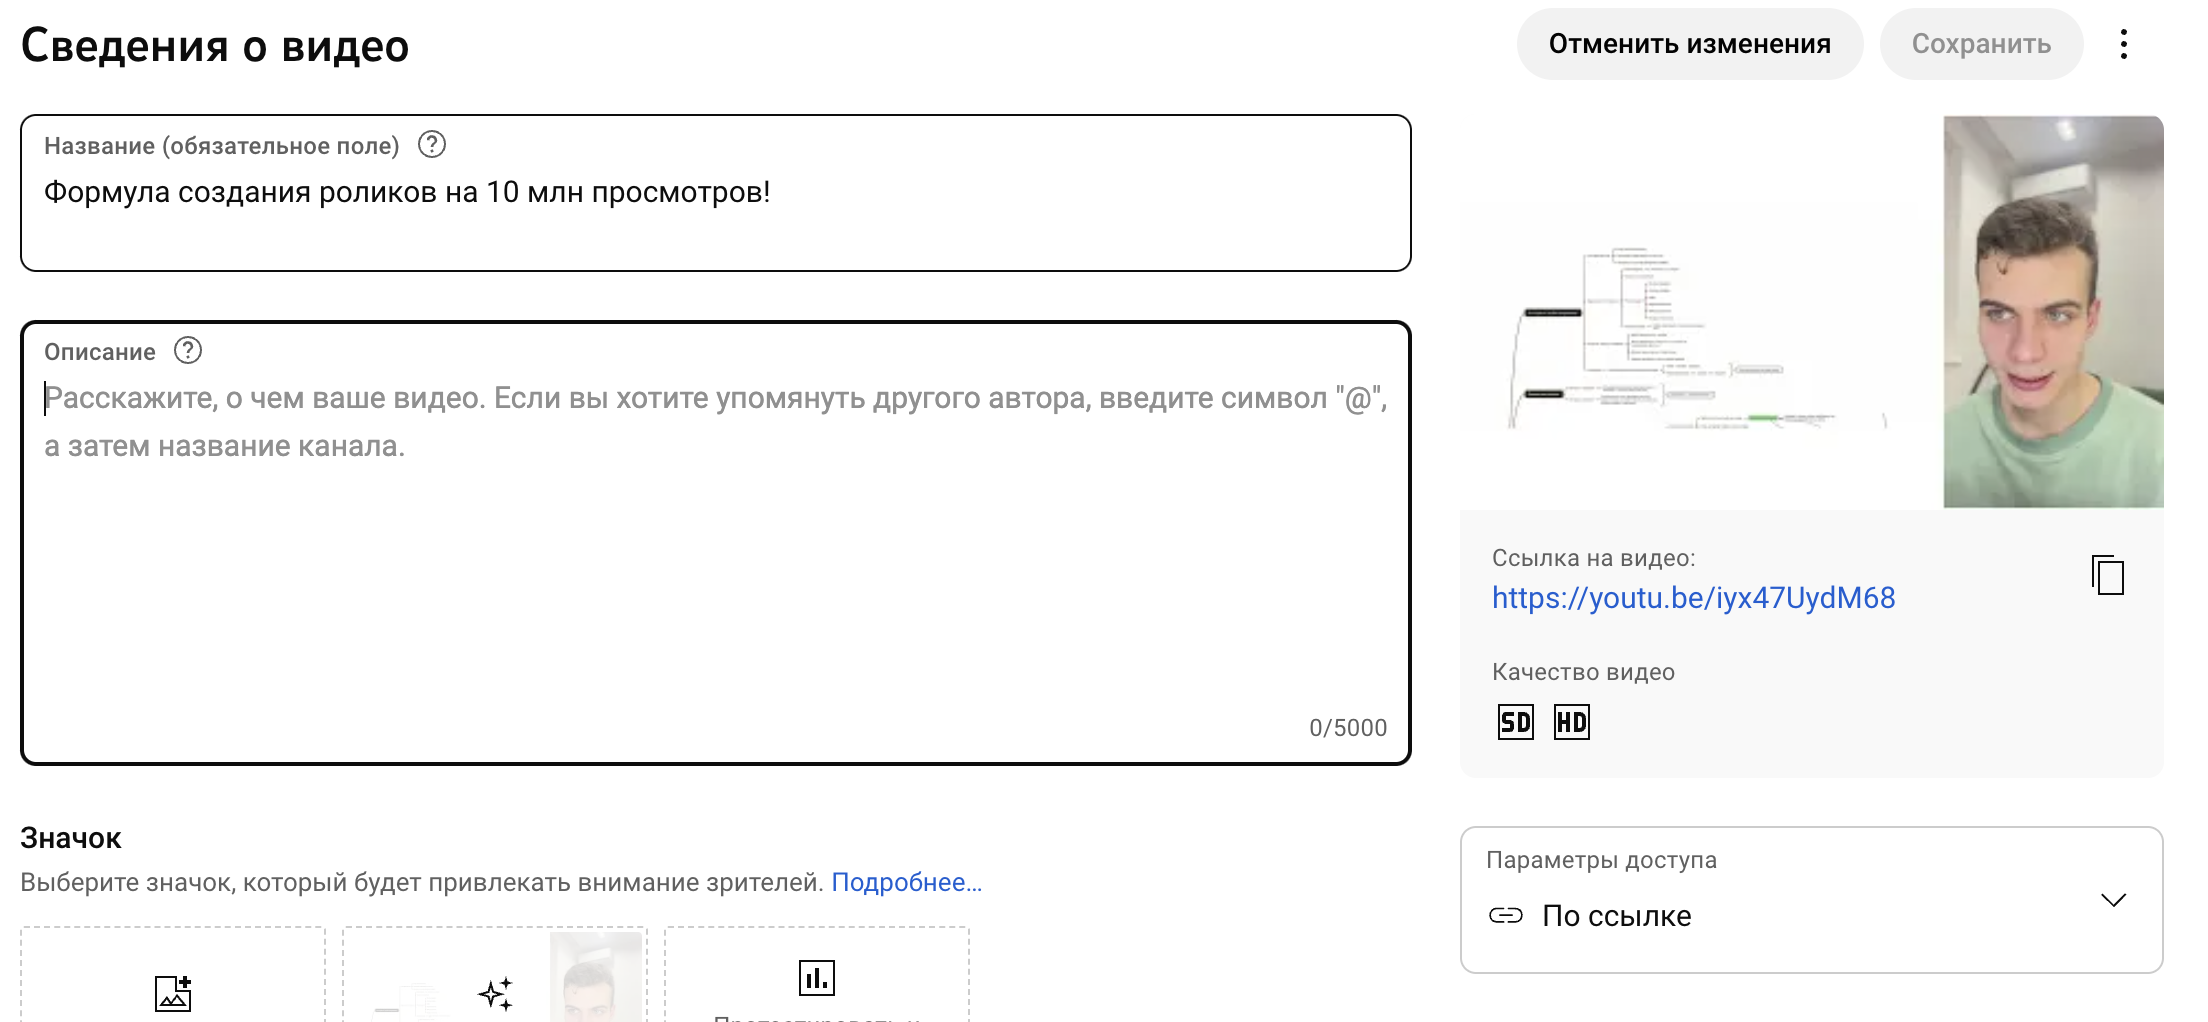 Сведения о видео
Отменить изменения
Сохранить
Название (обязательное поле)
Формула создания роликов на 10 млн просмотров!
Описание
Расскажите, о чем ваше видео. Если вы хотите упомянуть другого автора, введите символ "@",
а затем название канала.
0/5000
Ссылка на видео:
https://youtu.be/iyx47UydM68
Качество видео
SD HD
Значок
Выберите значок, который будет привлекать внимание зрителей. Подробнее…
Параметры доступа
По ссылке